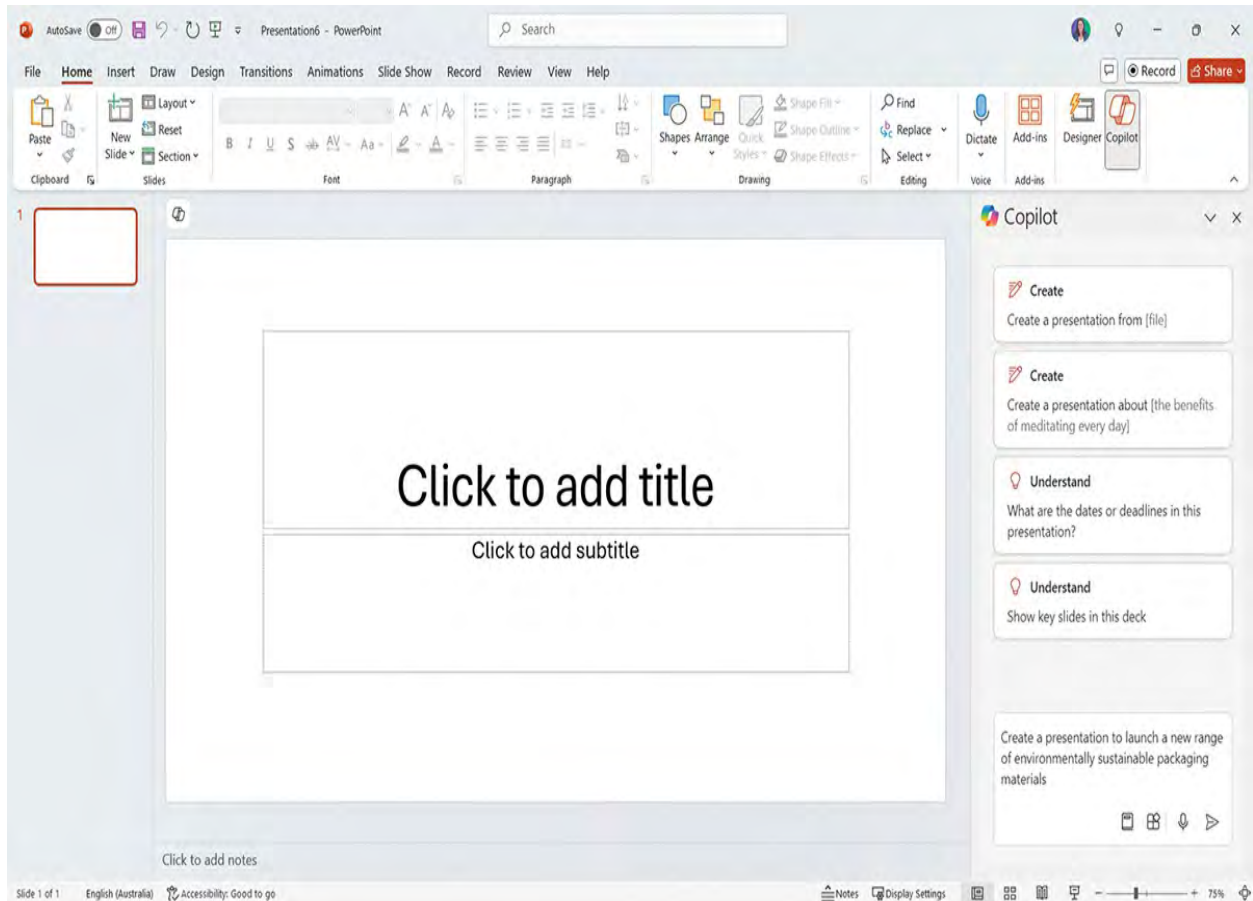 AutoSave Off Presentation6 - PowerPoint Search
File Home Insert Draw Design Transitions Animations Slide Show Record Review View Help Record Share
Paste
New Slide
Layout
Reset
Section
B I U S ab AV Aa A A A A
Shapes Arrange Quick Styles
Shape Fill
Shape Outline
Shape Effects
Find
Replace
Select
Dictate
Add-ins
Designer Copilot
Clipboard Slides Font Paragraph Drawing Editing Voice Add-ins
1
Click to add title
Click to add subtitle
Click to add notes
Copilot
Create
Create a presentation from [file]
Create
Create a presentation about [the benefits
of meditating every day]
Understand
What are the dates or deadlines in this
presentation?
Understand
Show key slides in this deck
Create a presentation to launch a new range
of environmentally sustainable packaging
materials
Slide 1 of 1 English (Australia) Accessibility: Good to go Notes Display Settings 75%